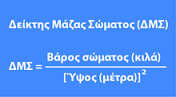 Δείκτης Μάζας Σώματος (ΔΜΣ)
ΔΜΣ = Βάρος σώματος (κιλά)
[Ύψος (μέτρα)]²